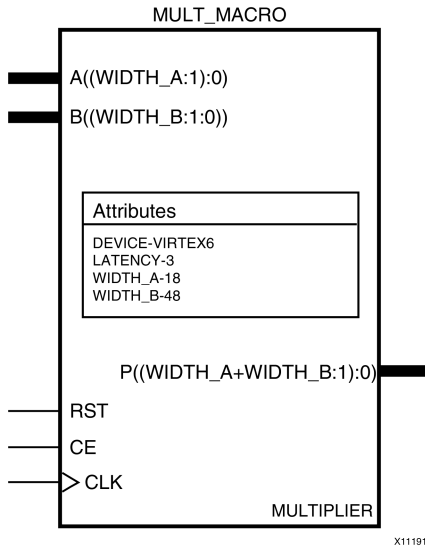 MULT_MACRO
A((WIDTH_A:1):0)
B((WIDTH_B:1:0))
Attributes
DEVICE-VIRTEX6
LATENCY-3
WIDTH_A-18
WIDTH_B-48
P((WIDTH_A+WIDTH_B:1):0)
RST
CE
CLK
MULTIPLIER
X11191